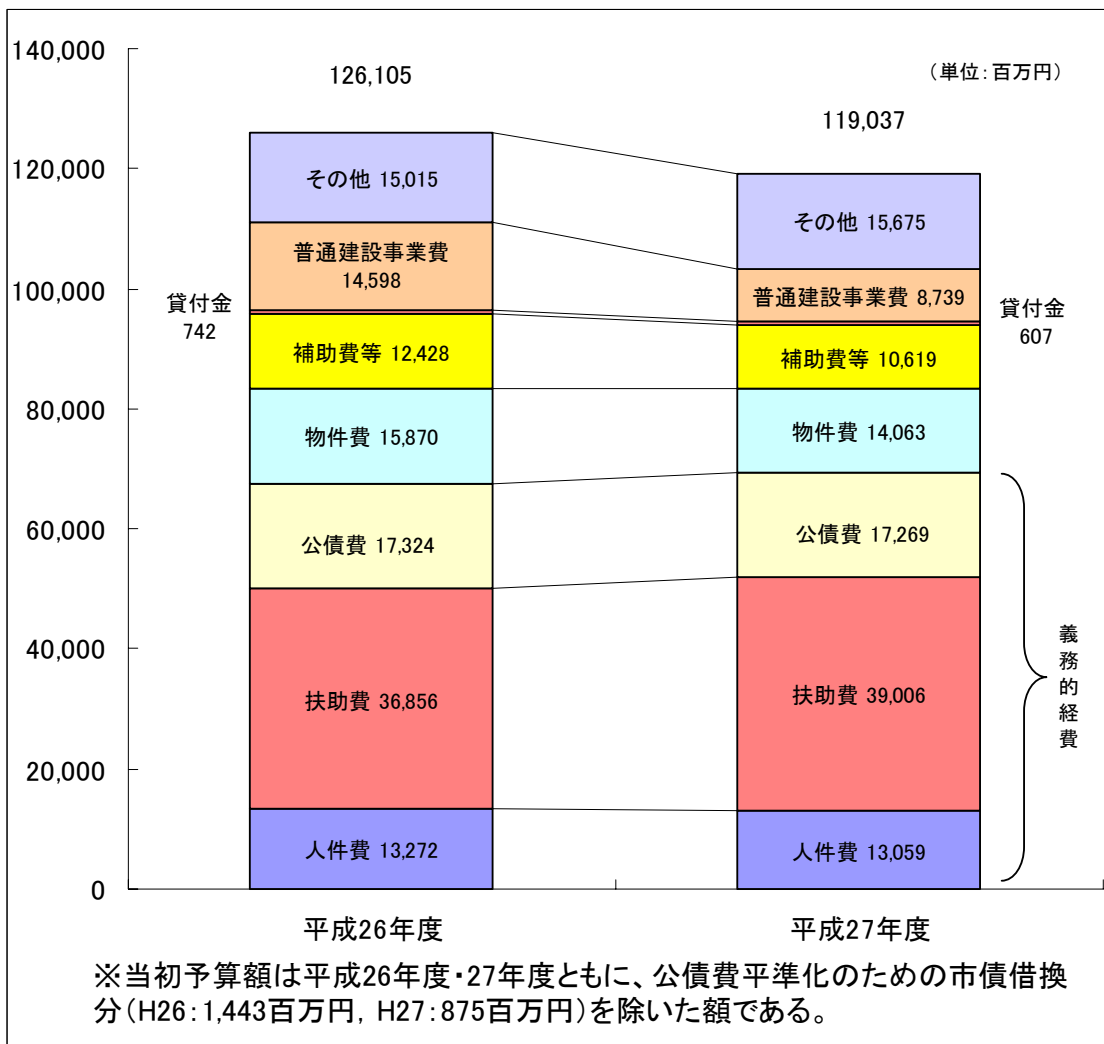 140,000
120,000
100,000
80,000
60,000
40,000
20,000
0
(単位:百万円)
126,105
その他 15,015
普通建設事業費
14,598
貸付金
742
補助費等 12,428
物件費 15,870
公債費 17,324
扶助費 36,856
人件費 13,272
平成26年度
119,037
その他 15,675
普通建設事業費 8,739
貸付金
607
補助費等 10,619
物件費 14,063
公債費 17,269
扶助費 39,006
人件費 13,059
平成27年度
義務的経費
※当初予算額は平成26年度・27年度ともに、公債費平準化のための市債借換
分(H26:1,443百万円, H27:875百万円)を除いた額である。